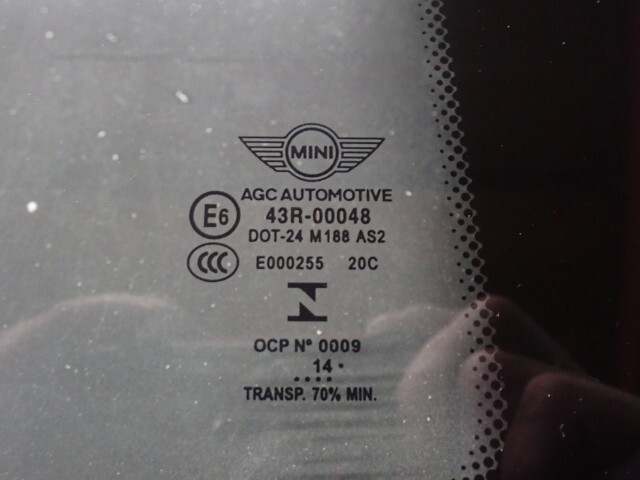 MINI
AGC AUTOMOTIVE
E6 43R-00048
DOT-24 M188 AS2
CCC E000255 20C
N
OCP Nº 0009
14
TRANSP. 70% MIN.